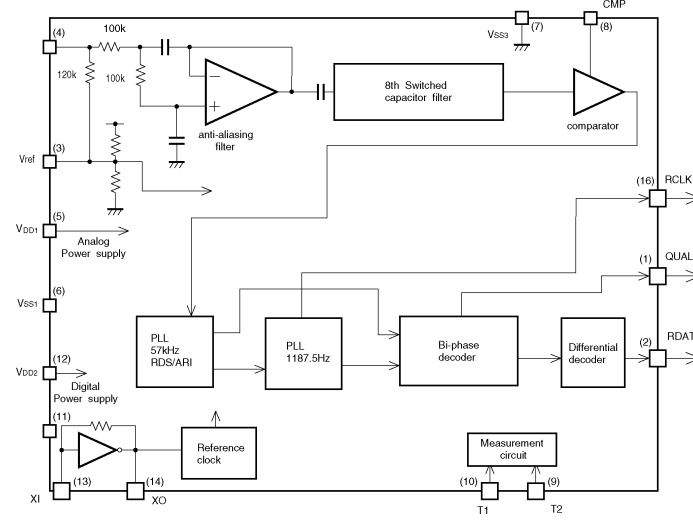 CMP
(4)
100k
(7)
(8)
VSS3
120k
100k
8th Switched
capacitor filter
anti-aliasing
filter
comparator
Vref
(3)
(16)
RCLK
(5)
VDD1
Analog
Power supply
(1)
QUAL
(6)
VSS1
PLL
57kHz
RDS/ARI
PLL
1187.5Hz
Bi-phase
decoder
Differential
decoder
(2)
RDAT
(12)
VDD2
Digital
Power supply
(11)
Reference
clock
Measurement
circuit
(13)
(14)
(10)
(9)
XI
XO
T1
T2